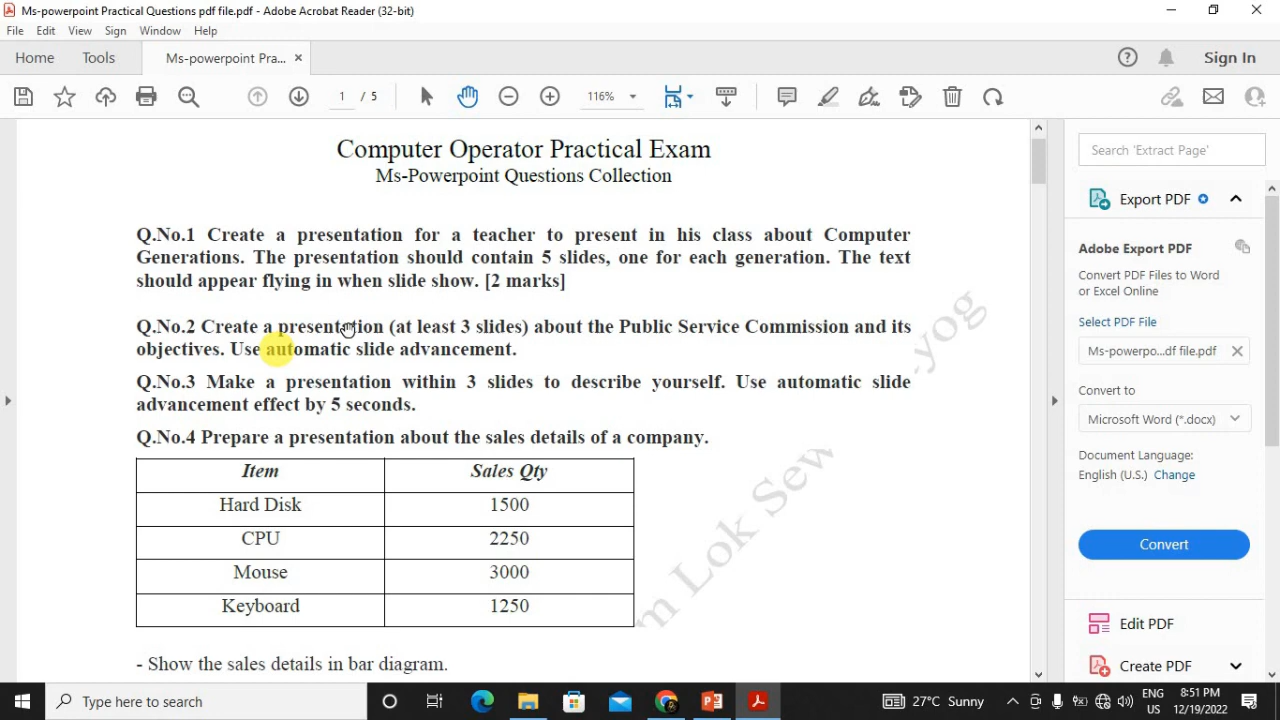 Ms-powerpoint Practical Questions pdf file.pdf - Adobe Acrobat Reader (32-bit)
File Edit View Sign Window Help
Home Tools Ms-powerpoint Pra... × Sign In
1 / 5 116%
Computer Operator Practical Exam
Ms-Powerpoint Questions Collection
Q.No.1 Create a presentation for a teacher to present in his class about Computer
Generations. The presentation should contain 5 slides, one for each generation. The text
should appear flying in when slide show. [2 marks]
Q.No.2 Create a presentation (at least 3 slides) about the Public Service Commission and its
objectives. Use automatic slide advancement.
Q.No.3 Make a presentation within 3 slides to describe yourself. Use automatic slide
advancement effect by 5 seconds.
Q.No.4 Prepare a presentation about the sales details of a company.
Item Sales Qty
Hard Disk 1500
CPU 2250
Mouse 3000
Keyboard 1250
- Show the sales details in bar diagram.
m Lok Sew
yog
Search 'Extract Page'
Export PDF
Adobe Export PDF
Convert PDF Files to Word
or Excel Online
Select PDF File
Ms-powerpo...df file.pdf
Convert to
Microsoft Word (*.docx)
Document Language:
English (U.S.) Change
Convert
Edit PDF
Create PDF
Type here to search
27°C Sunny
ENG
US
8:51 PM
12/19/2022